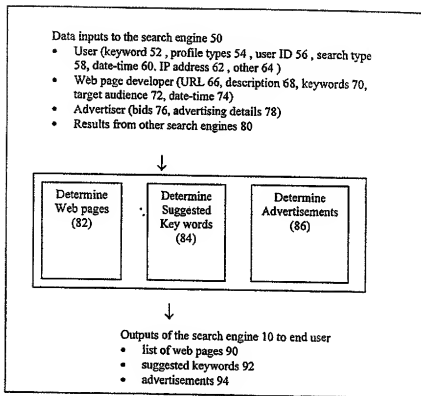 Data inputs to the search engine 50
• User (keyword 52 , profile types 54 , user ID 56 , search type
58, date-time 60, IP address 62 , other 64 )
• Web page developer (URL 66, description 68, keywords 70,
target audience 72, date-time 74)
• Advertiser (bids 76, advertising details 78)
• Results from other search engines 80
Determine
Web pages
(82)
Determine
Suggested
Key words
(84)
Determine
Advertisements
(86)
Outputs of the search engine 10 to end user
• list of web pages 90
• suggested keywords 92
• advertisements 94